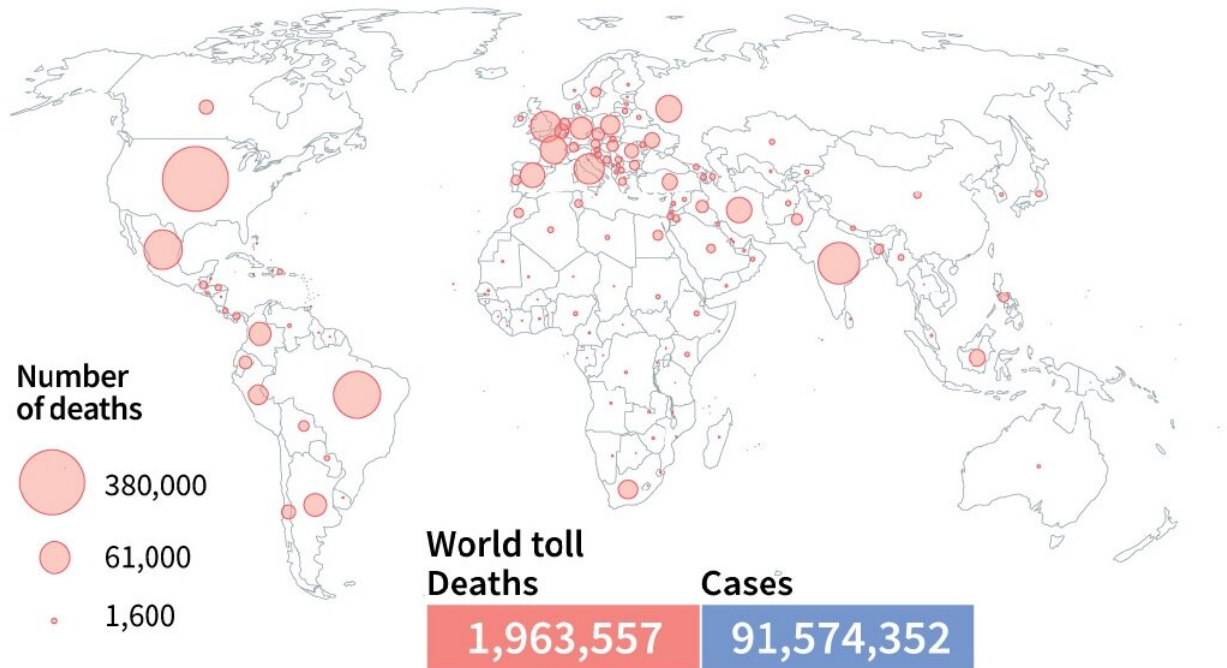 Number
of deaths
380,000
61,000
1,600
World toll
Deaths
Cases
1,963,557
91,574,352